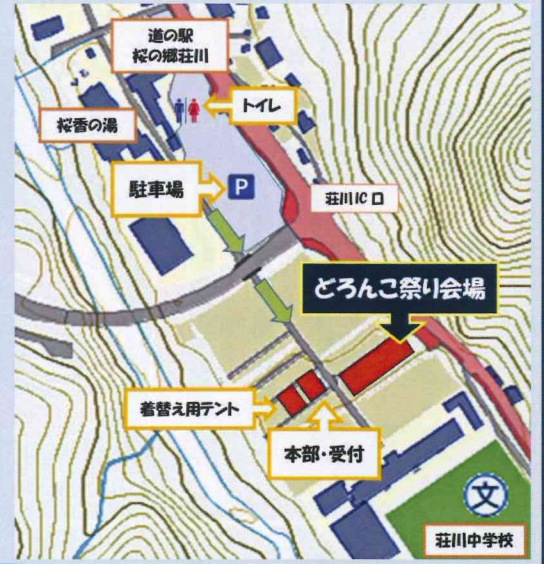 道の駅
桜の郷荘川
トイレ
桜香の湯
駐車場
P
荘川IC口
どろんこ祭り会場
着替え用テント
本部・受付
文
荘川中学校